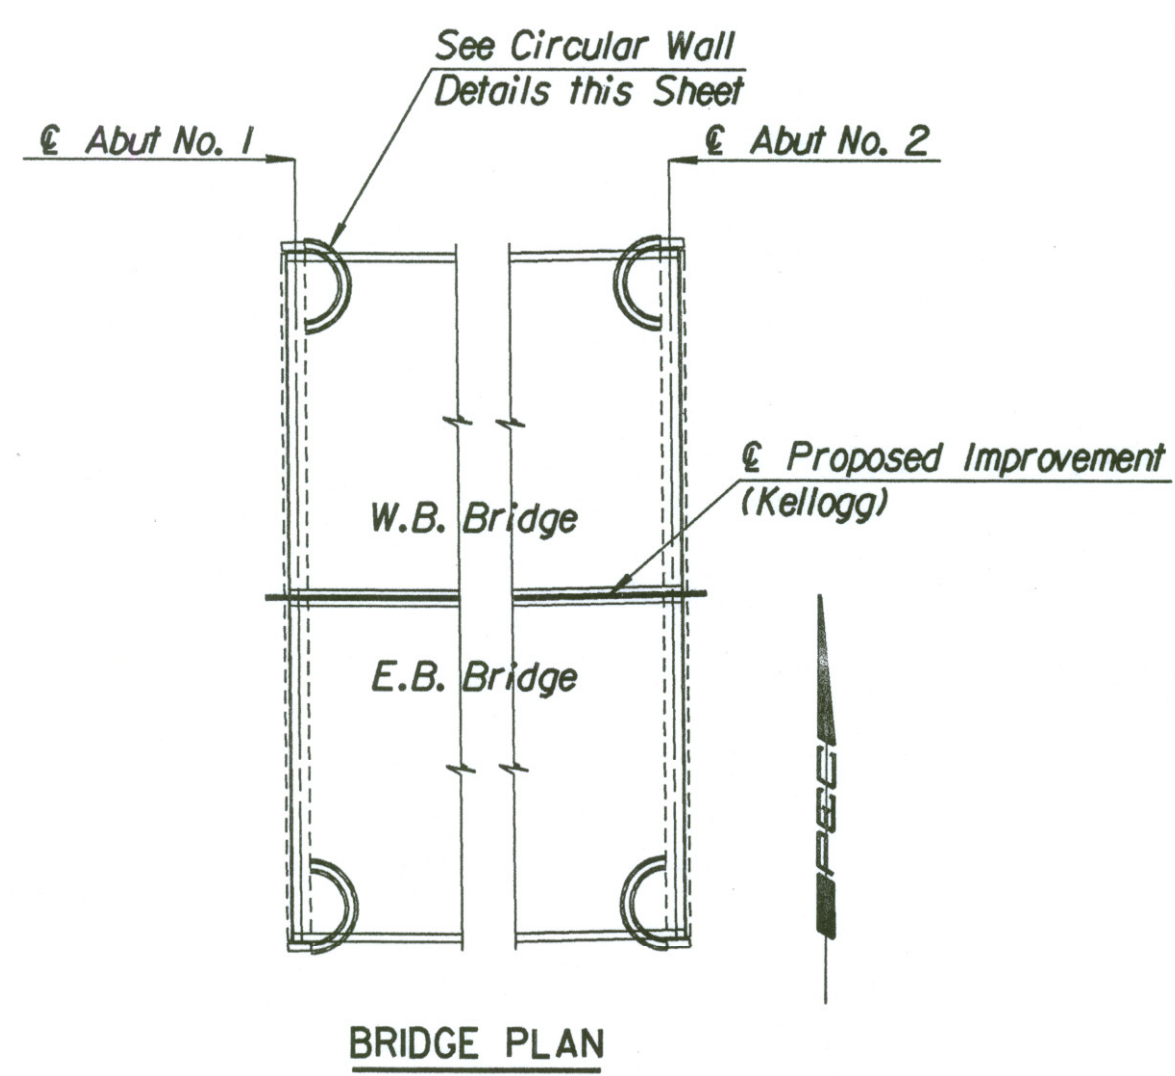 See Circular Wall
Details this Sheet
℄ Abut No. 1
℄ Abut No. 2
℄ Proposed Improvement
(Kellogg)
W.B. Bridge
E.B. Bridge
PEC
BRIDGE PLAN